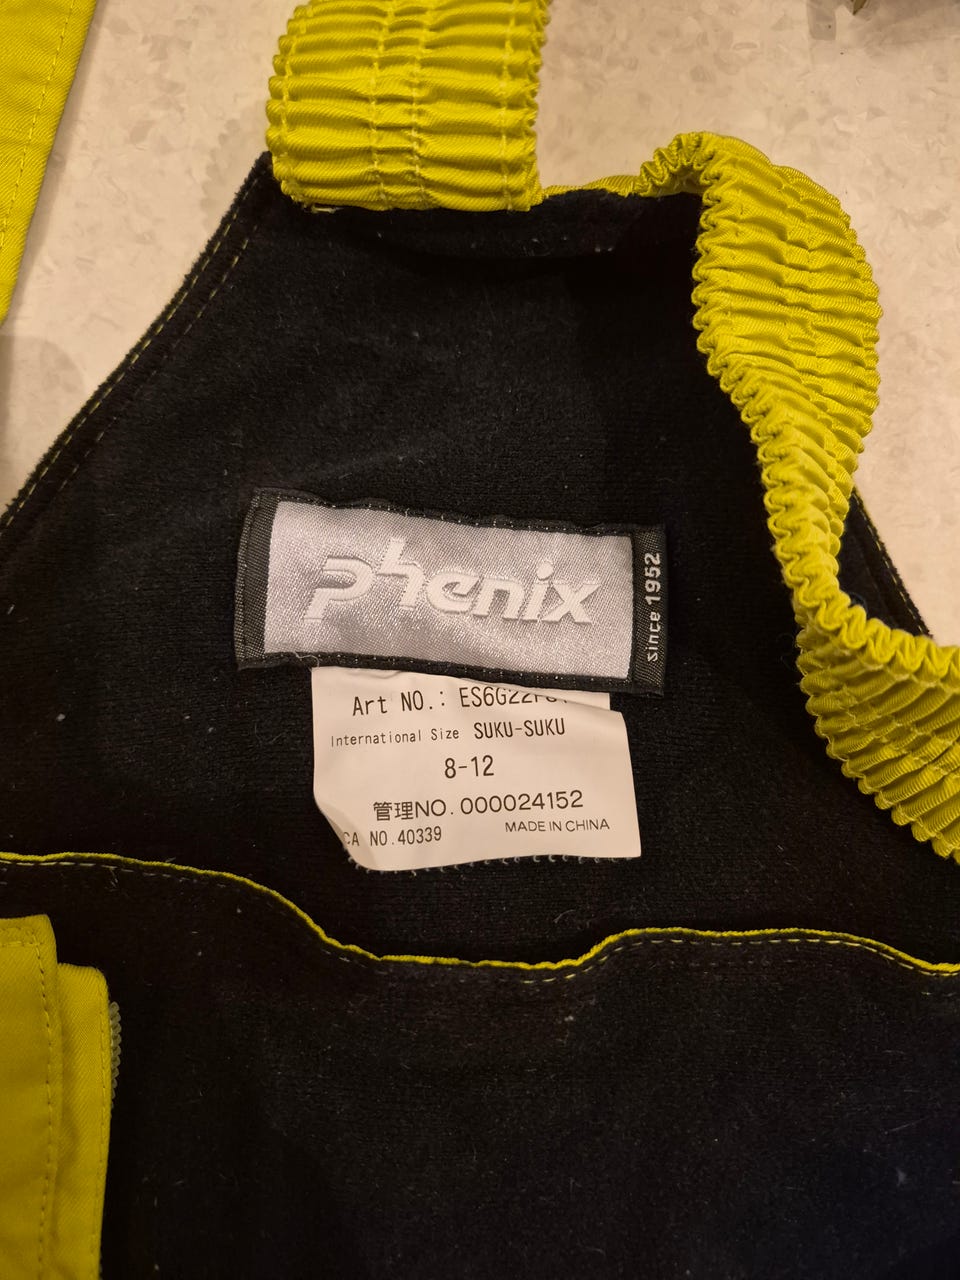 phenix
since 1952
Art NO.:
International Size SUKU-SUKU
8-12
管理NO.000024152
CA NO.40339
MADE IN CHINA